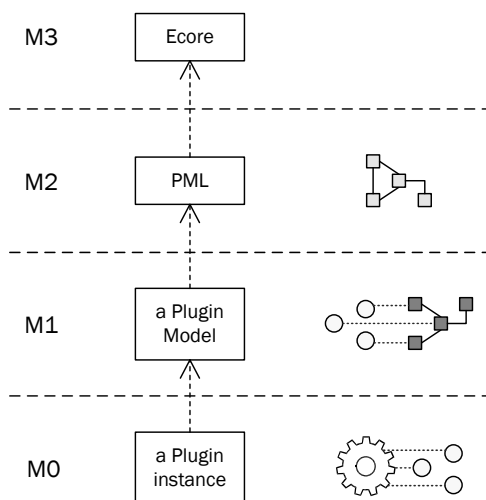 M3
Ecore
M2
PML
M1
a Plugin
Model
M0
a Plugin
instance